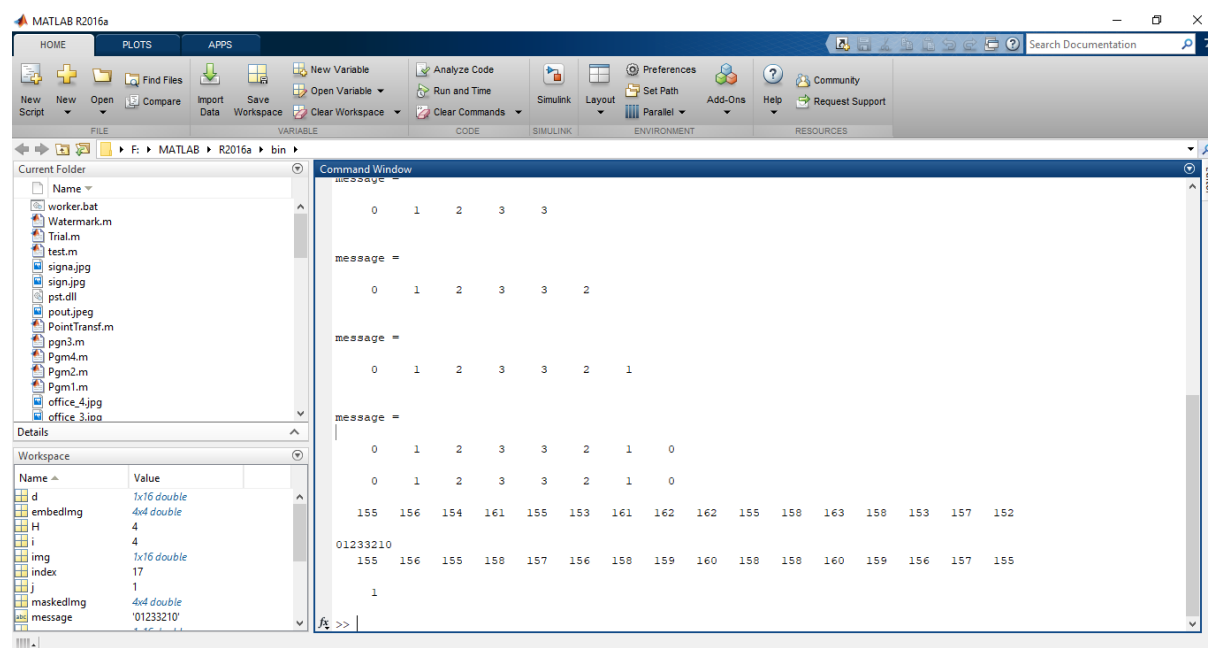 MATLAB R2016a
HOME PLOTS APPS
Search Documentation
New Script
New
Open
Find Files
Compare
Import Data
Save Workspace
New Variable
Open Variable
Clear Workspace
Analyze Code
Run and Time
Clear Commands
Simulink
Layout
Preferences
Set Path
Parallel
Add-Ons
Help
Community
Request Support
FILE VARIABLE CODE SIMULINK ENVIRONMENT RESOURCES
F: MATLAB R2016a bin
Current Folder
Name
worker.bat
Watermark.m
Trial.m
test.m
signa.jpg
sign.jpg
pst.dll
pout.jpeg
PointTransf.m
pgn3.m
Pgm4.m
Pgm2.m
Pgm1.m
office_4.jpg
office_3.jpg
Details
Workspace
Name Value
d 1x16 double
embedImg 4x4 double
H 4
i 4
img 1x16 double
index 17
j 1
maskedImg 4x4 double
message '01233210'
Command Window
message =
0 1 2 3 3
message =
0 1 2 3 3 2
message =
0 1 2 3 3 2 1
message =
0 1 2 3 3 2 1 0
0 1 2 3 3 2 1 0
155 156 154 161 155 153 161 162 162 155 158 163 158 153 157 152
01233210
155 156 155 158 157 156 158 159 160 158 158 160 159 156 157 155
1
fx >>